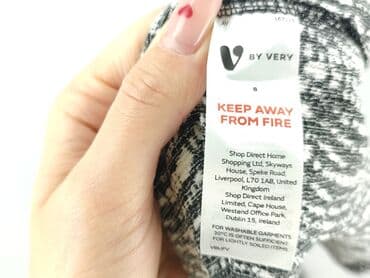 V BY VERY
KEEP AWAY
FROM FIRE
Shop Direct Home
Shopping Ltd, Skyways
House, Speke Road,
Liverpool, L70 1AB, United
Kingdom
Shop Direct Ireland
Limited, Cape House,
Westend Office Park,
Dublin 15, Ireland
FOR WASHABLE GARMENTS
30°C IS OFTEN SUFFICIENT
FOR LIGHTLY SOILED ITEMS